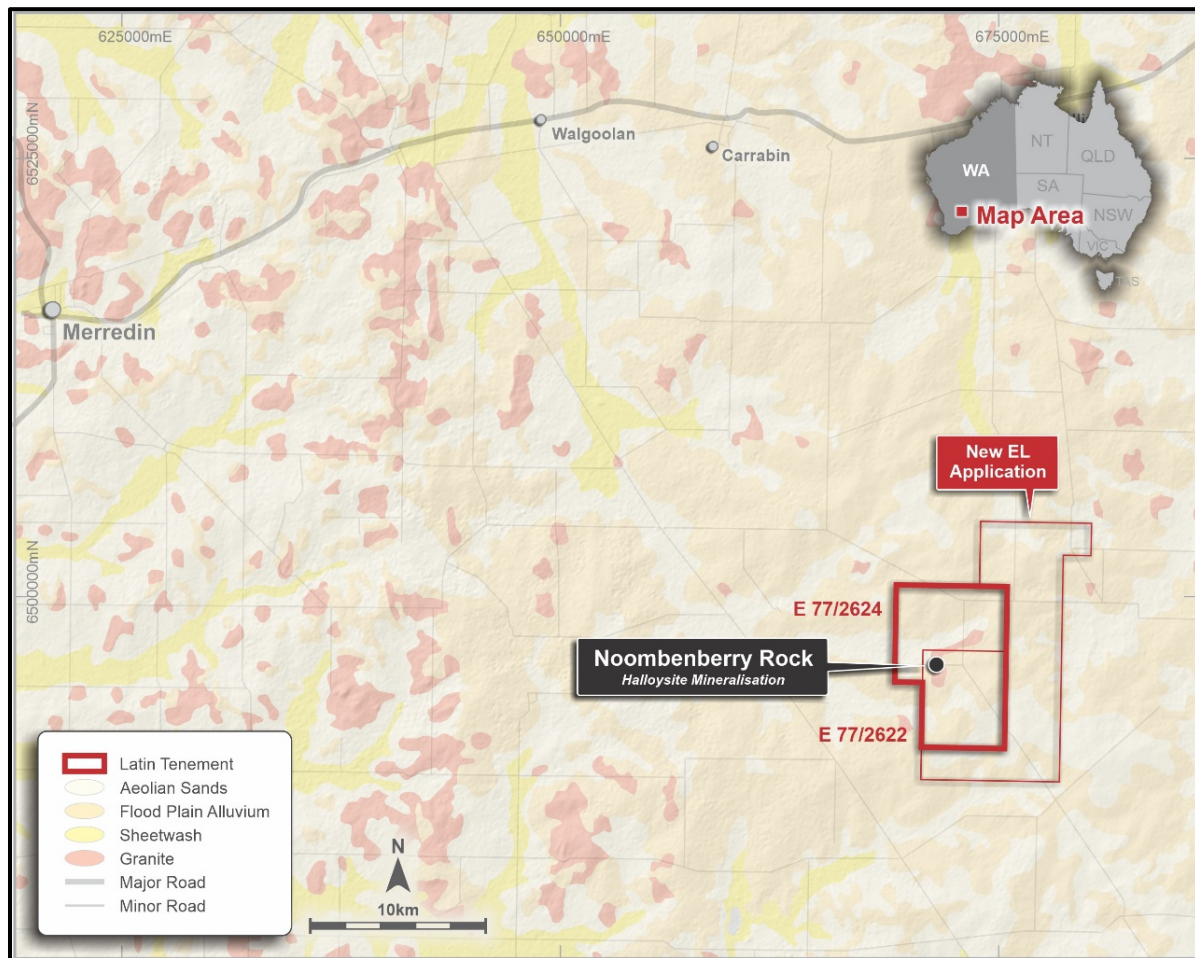 625000mE
650000mE
675000mE
6525000mN
6500000mN
Walgoolan
Carrabin
Merredin
WA
NT
QLD
SA
NSW
VIC
TAS
Map Area
New EL
Application
E 77/2624
Noombenberry Rock
Halloysite Mineralisation
E 77/2622
Latin Tenement
Aeolian Sands
Flood Plain Alluvium
Sheetwash
Granite
Major Road
Minor Road
N
10km